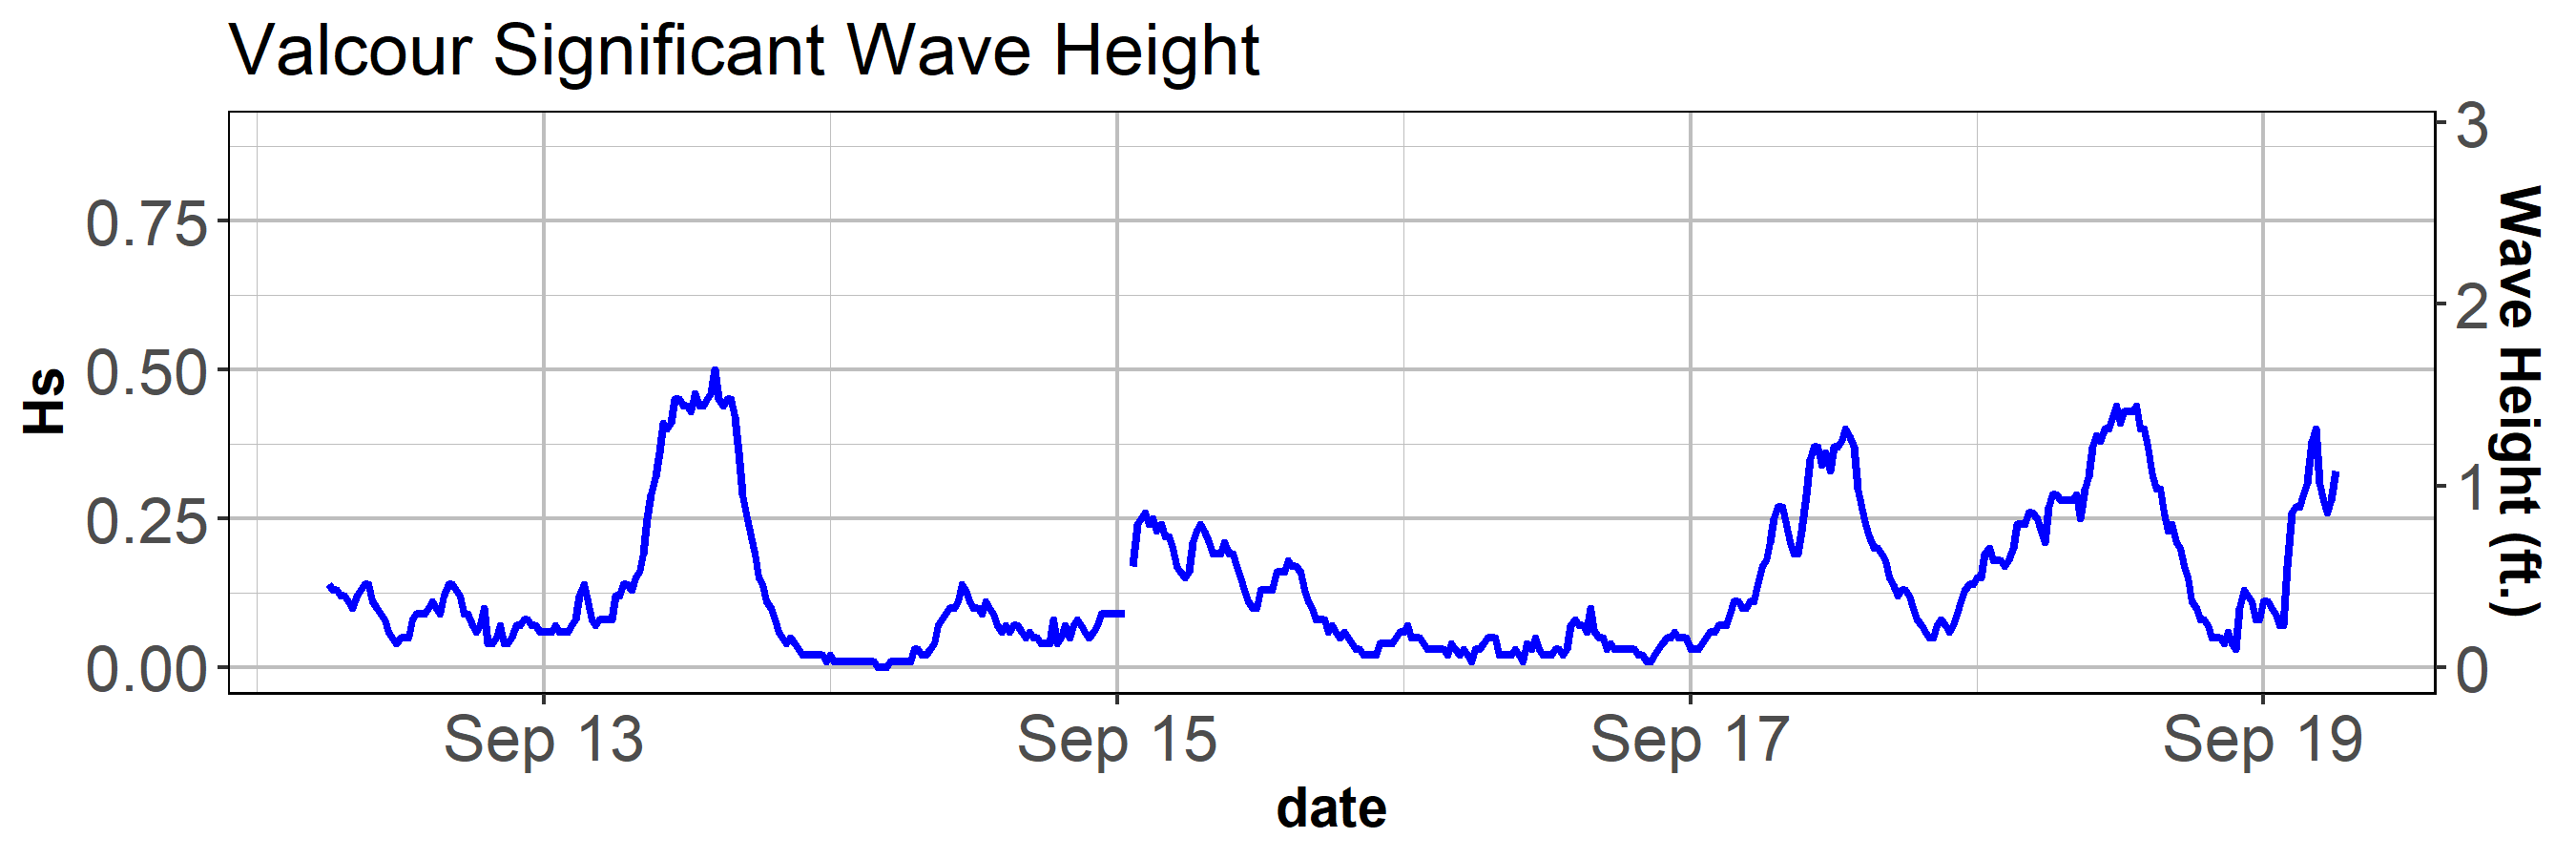 Valcour Significant Wave Height
Hs
0.75
0.50
0.25
0.00
3
2
1
0
Wave Height (ft.)
Sep 13 Sep 15 Sep 17 Sep 19
date